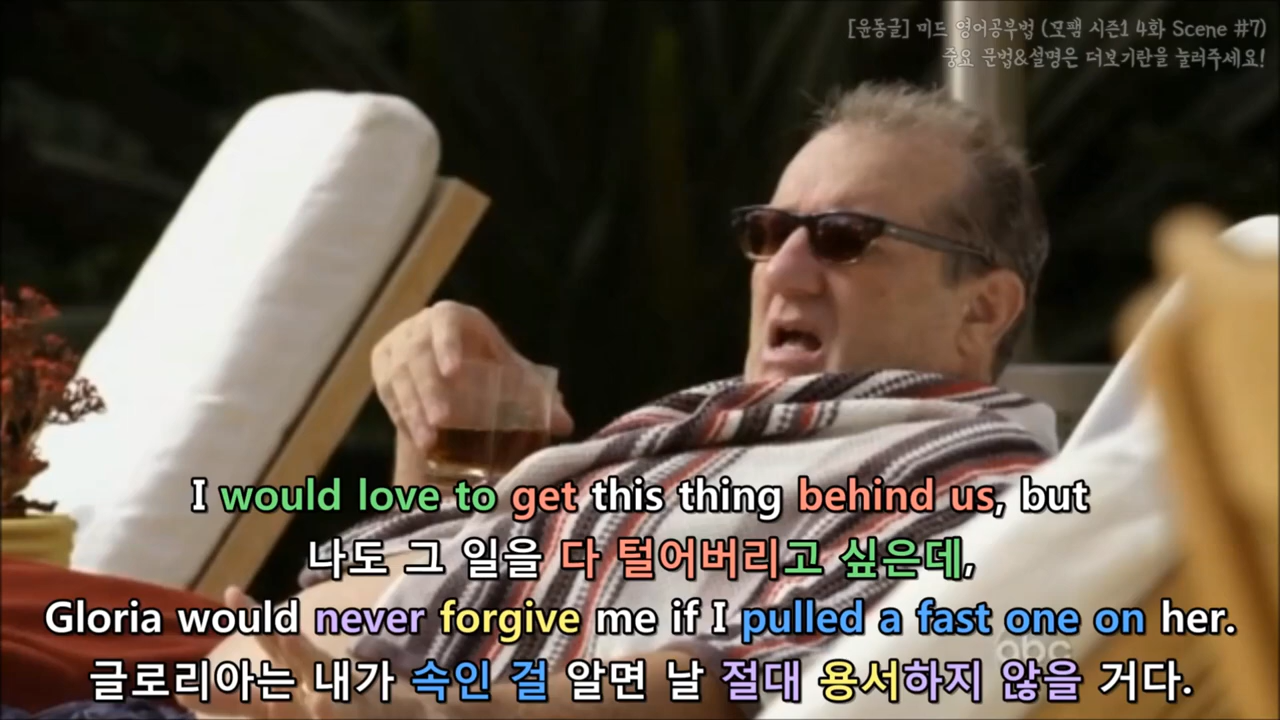 [윤동글] 미드 영어공부법 (모팸 시즌1 4화 Scene #7)
중요 문법&설명은 더보기란을 눌러주세요!
I would love to get this thing behind us, but
나도 그 일을 다 털어버리고 싶은데,
Gloria would never forgive me if I pulled a fast one on her.
abc
글로리아는 내가 속인 걸 알면 날 절대 용서하지 않을 거다.